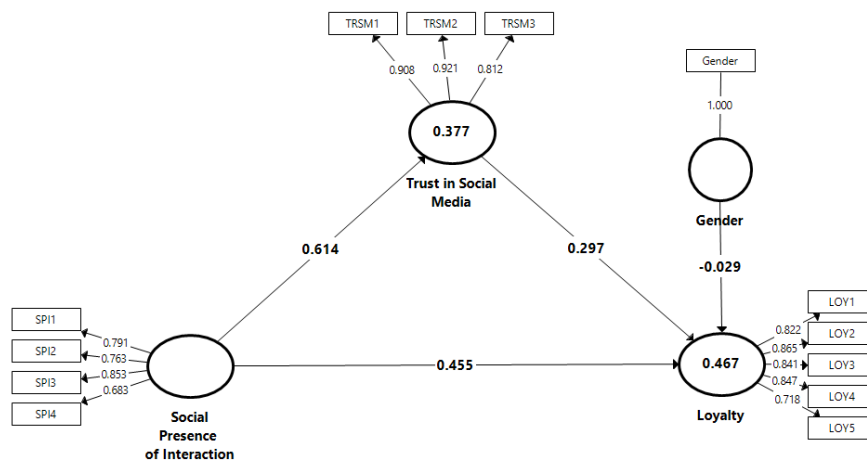 TRSM1
TRSM2
TRSM3
0.908
0.921
0.812
Gender
1.000
0.377
Trust in Social
Media
Gender
0.614
0.297
-0.029
SPI1
SPI2
SPI3
SPI4
0.791
0.763
0.853
0.683
Social
Presence
of Interaction
0.455
0.467
Loyalty
0.822
0.865
0.841
0.847
0.718
LOY1
LOY2
LOY3
LOY4
LOY5